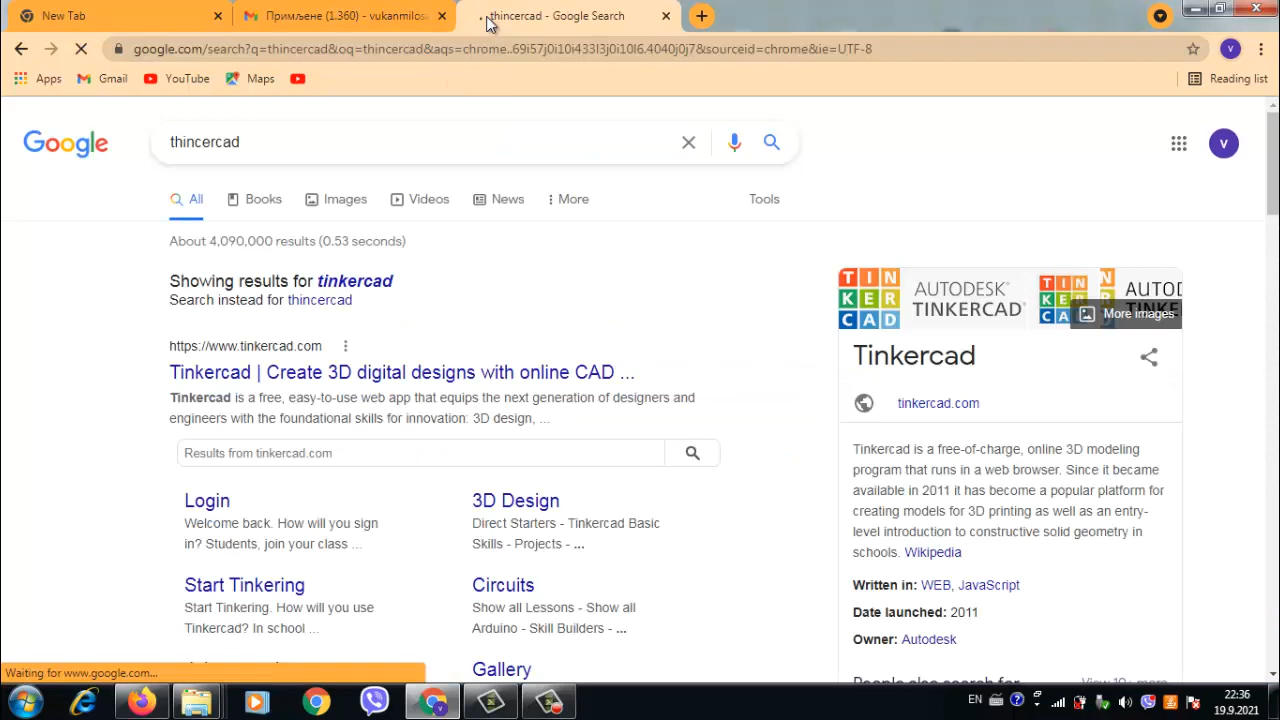 New Tab
Примљене (1.360) - vukanmilosa
thincercad - Google Search
google.com/search?q=thincercad&oq=thincercad&aqs=chrome..69i57j0i10i433l3j0i10l6.4040j0j7&sourceid=chrome&ie=UTF-8
V
Apps
Gmail
YouTube
Maps
Reading list
Google
thincercad
V
All
Books
Images
Videos
News
More
Tools
About 4,090,000 results (0.53 seconds)
Showing results for tinkercad
Search instead for thincercad
https://www.tinkercad.com
Tinkercad | Create 3D digital designs with online CAD ...
Tinkercad is a free, easy-to-use web app that equips the next generation of designers and
engineers with the foundational skills for innovation: 3D design, ...
Results from tinkercad.com
Login
Welcome back. How will you sign
in? Students, join your class ...
3D Design
Direct Starters - Tinkercad Basic
Skills - Projects - ...
Start Tinkering
Start Tinkering. How will you use
Tinkercad? In school ...
Circuits
Show all Lessons - Show all
Arduino - Skill Builders - ...
Gallery
TIN
KER
CAD
AUTODESK®
TINKERCAD®
More images
Tinkercad
tinkercad.com
Tinkercad is a free-of-charge, online 3D modeling
program that runs in a web browser. Since it became
available in 2011 it has become a popular platform for
creating models for 3D printing as well as an entry-
level introduction to constructive solid geometry in
schools. Wikipedia
Written in: WEB, JavaScript
Date launched: 2011
Owner: Autodesk
Waiting for www.google.com...
EN
22:36
19.9.2021